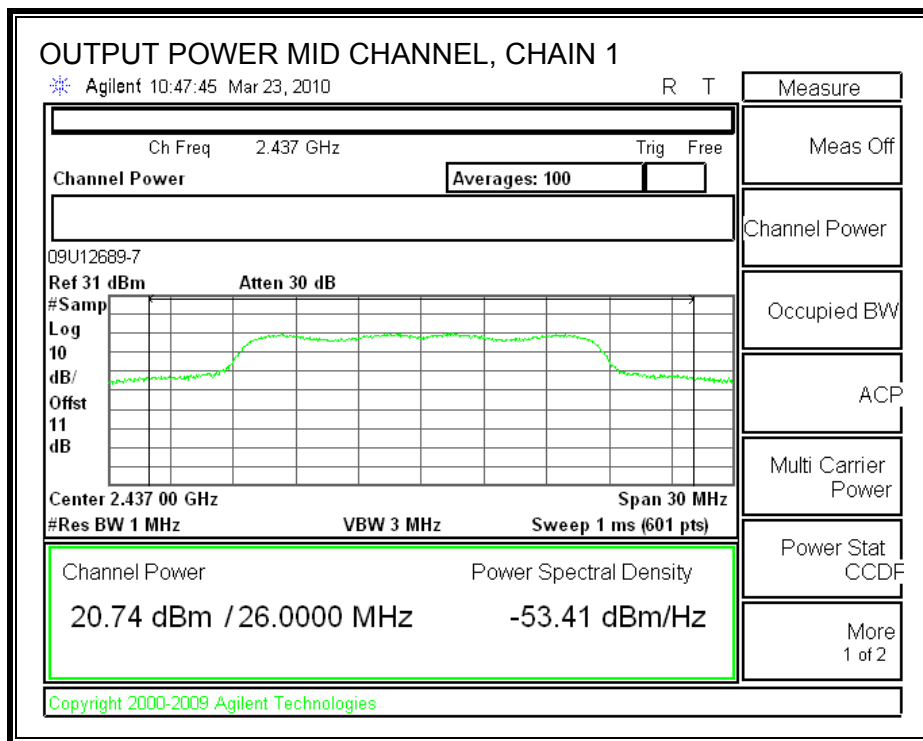 OUTPUT POWER MID CHANNEL, CHAIN 1
Agilent 10:47:45 Mar 23, 2010 R T
Measure
Ch Freq 2.437 GHz Trig Free
Channel Power Averages: 100
09U12689-7
Ref 31 dBm Atten 30 dB
#Samp
Log
10
dB/
Offst
11
dB
Center 2.437 00 GHz Span 30 MHz
#Res BW 1 MHz VBW 3 MHz Sweep 1 ms (601 pts)
Channel Power Power Spectral Density
20.74 dBm / 26.0000 MHz -53.41 dBm/Hz
Meas Off
Channel Power
Occupied BW
ACP
Multi Carrier
Power
Power Stat
CCDF
More
1 of 2
Copyright 2000-2009 Agilent Technologies